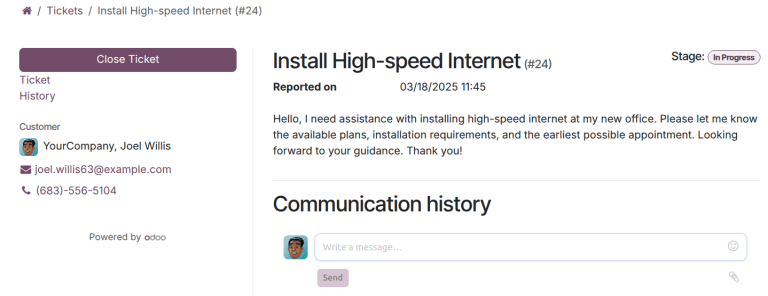 / Tickets / Install High-speed Internet (#24)
Close Ticket
Ticket
History
Customer
YourCompany, Joel Willis
joel.willis63@example.com
(683)-556-5104
Powered by odoo
Install High-speed Internet (#24)
Stage: In Progress
Reported on 03/18/2025 11:45
Hello, I need assistance with installing high-speed internet at my new office. Please let me know
the available plans, installation requirements, and the earliest possible appointment. Looking
forward to your guidance. Thank you!
Communication history
Write a message...
Send